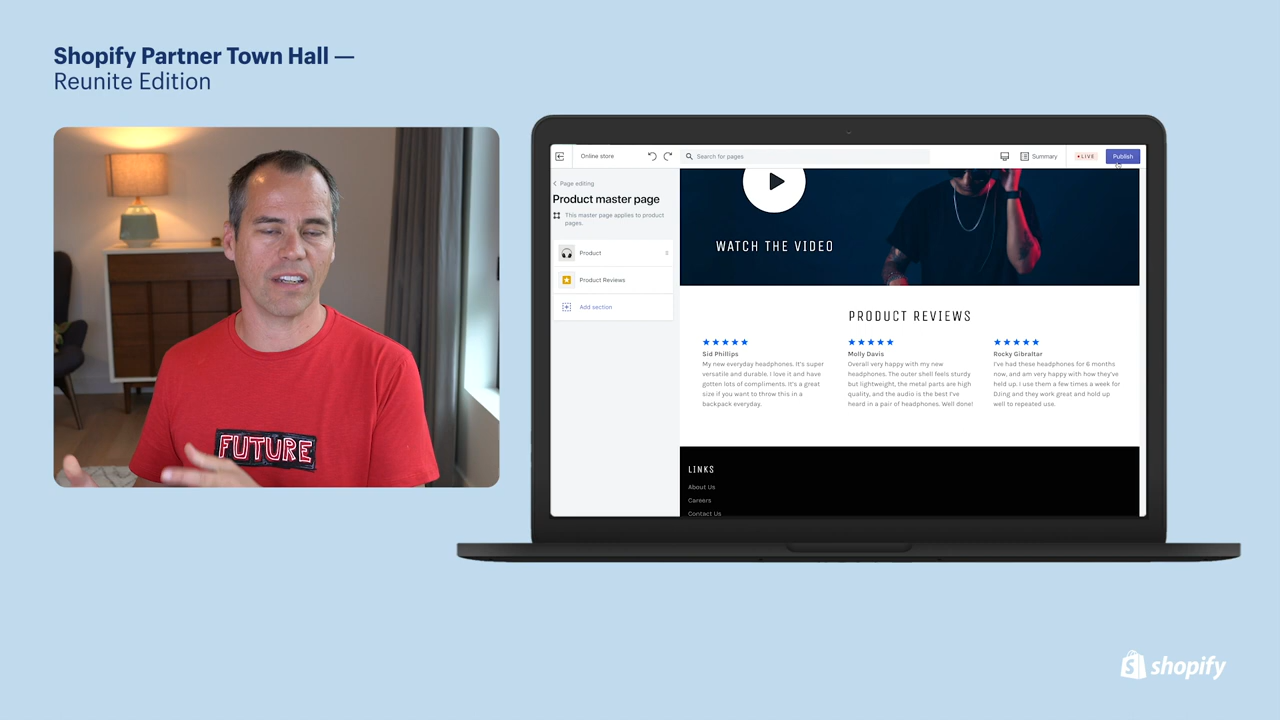 Shopify Partner Town Hall —
Reunite Edition
FUTURE
Online store
Search for pages
Summary
LIVE
Publish
Page editing
Product master page
This master page applies to product
pages.
Product
Product Reviews
Add section
WATCH THE VIDEO
PRODUCT REVIEWS
Sid Phillips
My new everyday headphones. It's super
versatile and durable. I love it and have
gotten lots of compliments. It's a great
size if you want to throw this in a
backpack everyday.
Molly Davis
Overall very happy with my new
headphones. The outer shell feels sturdy
but lightweight, the metal parts are high
quality, and the audio is the best I've
heard in a pair of headphones. Well done!
Rocky Gibraltar
I've had these headphones for 6 months
now, and am very happy with how they've
held up. I use them a few times a week for
DJing and they work great and hold up
well to repeated use.
LINKS
About Us
Careers
Contact Us
shopify